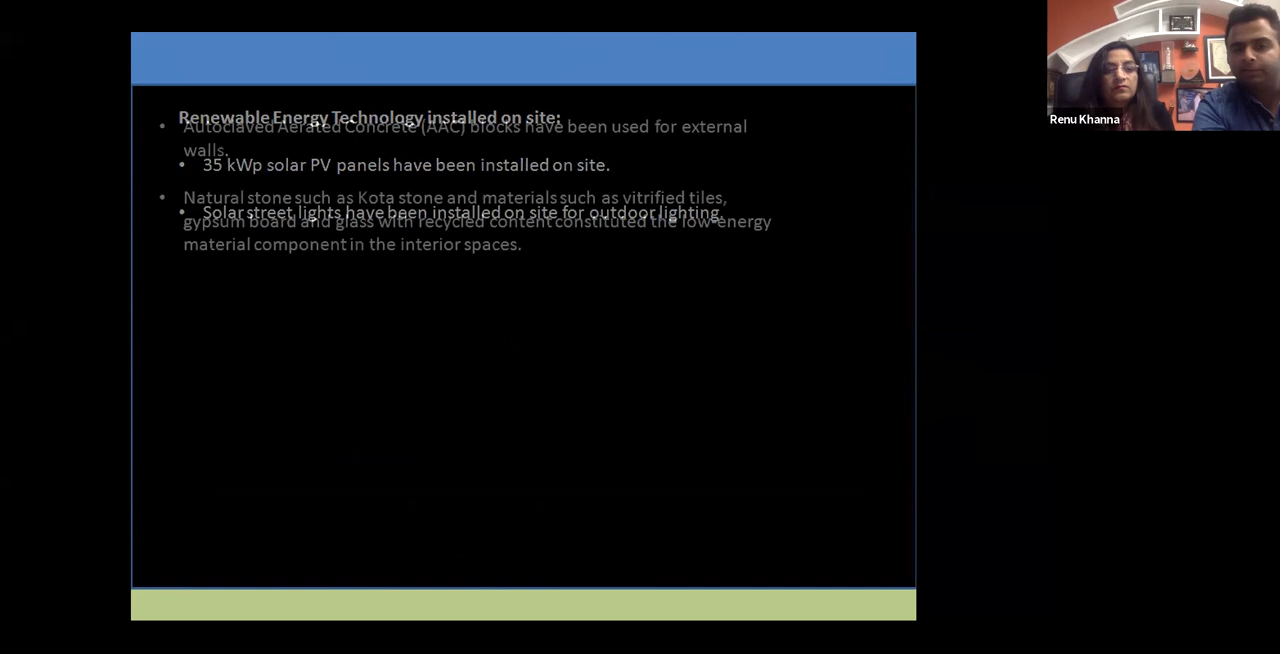 Renewable Energy Technology installed on site:
• Autoclaved Aerated Concrete (AAC) blocks have been used for external
walls.
• 35 kWp solar PV panels have been installed on site.
• Natural stone such as Kota stone and materials such as vitrified tiles,
• Solar street lights have been installed on site for outdoor lighting.
gypsum board and glass with recycled content constituted the low-energy
material component in the interior spaces.
Renu Khanna